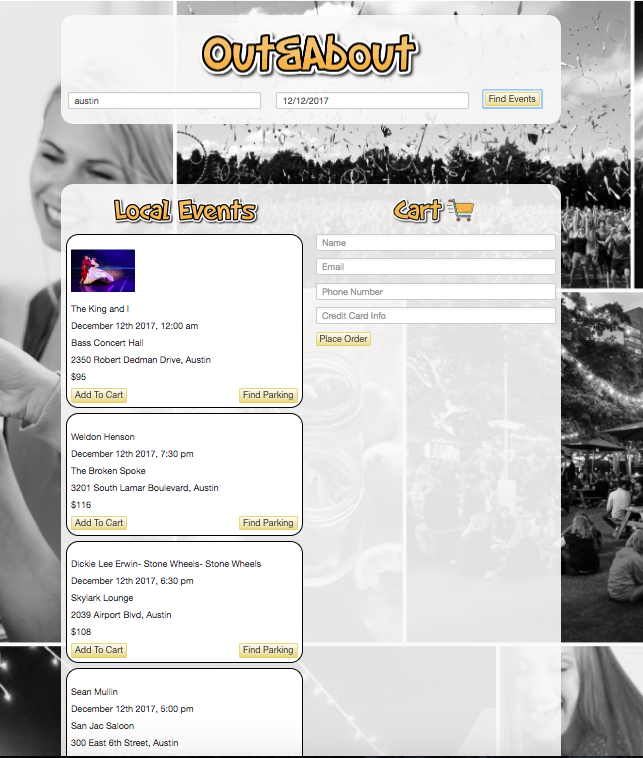 Out&About
austin
12/12/2017
Find Events
Local Events
The King and I
December 12th 2017, 12:00 am
Bass Concert Hall
2350 Robert Dedman Drive, Austin
$95
Add To Cart
Find Parking
Weldon Henson
December 12th 2017, 7:30 pm
The Broken Spoke
3201 South Lamar Boulevard, Austin
$116
Add To Cart
Find Parking
Dickie Lee Erwin- Stone Wheels- Stone Wheels
December 12th 2017, 6:30 pm
Skylark Lounge
2039 Airport Blvd, Austin
$108
Add To Cart
Find Parking
Sean Mullin
December 12th 2017, 5:00 pm
San Jac Saloon
300 East 6th Street, Austin
Cart
Name
Email
Phone Number
Credit Card Info
Place Order